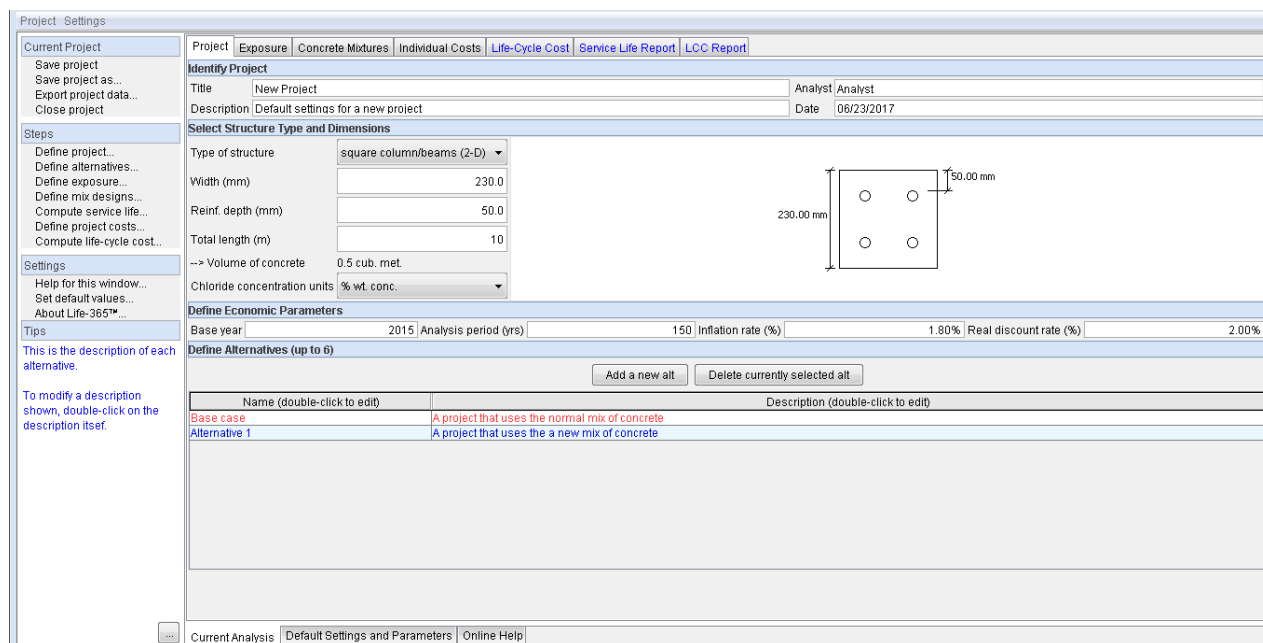 Project Settings
Current Project
Save project
Save project as...
Export project data...
Close project
Steps
Define project...
Define alternatives...
Define exposure...
Define mix designs...
Compute service life...
Define project costs...
Compute life-cycle cost...
Settings
Help for this window...
Set default values...
About Life-365™...
Tips
This is the description of each
alternative.
To modify a description
shown, double-click on the
description itsef.
...
Project Exposure Concrete Mixtures Individual Costs Life-Cycle Cost Service Life Report LCC Report
Identify Project
Title New Project Analyst Analyst
Description Default settings for a new project Date 06/23/2017
Select Structure Type and Dimensions
Type of structure square column/beams (2-D)
Width (mm) 230.0
Reinf. depth (mm) 50.0
Total length (m) 10
--> Volume of concrete 0.5 cub. met.
Chloride concentration units % wt. conc.
50.00 mm
230.00 mm
Define Economic Parameters
Base year 2015 Analysis period (yrs) 150 Inflation rate (%) 1.80% Real discount rate (%) 2.00%
Define Alternatives (up to 6)
Add a new alt Delete currently selected alt
Name (double-click to edit) Description (double-click to edit)
Base case A project that uses the normal mix of concrete
Alternative 1 A project that uses the a new mix of concrete
Current Analysis Default Settings and Parameters Online Help